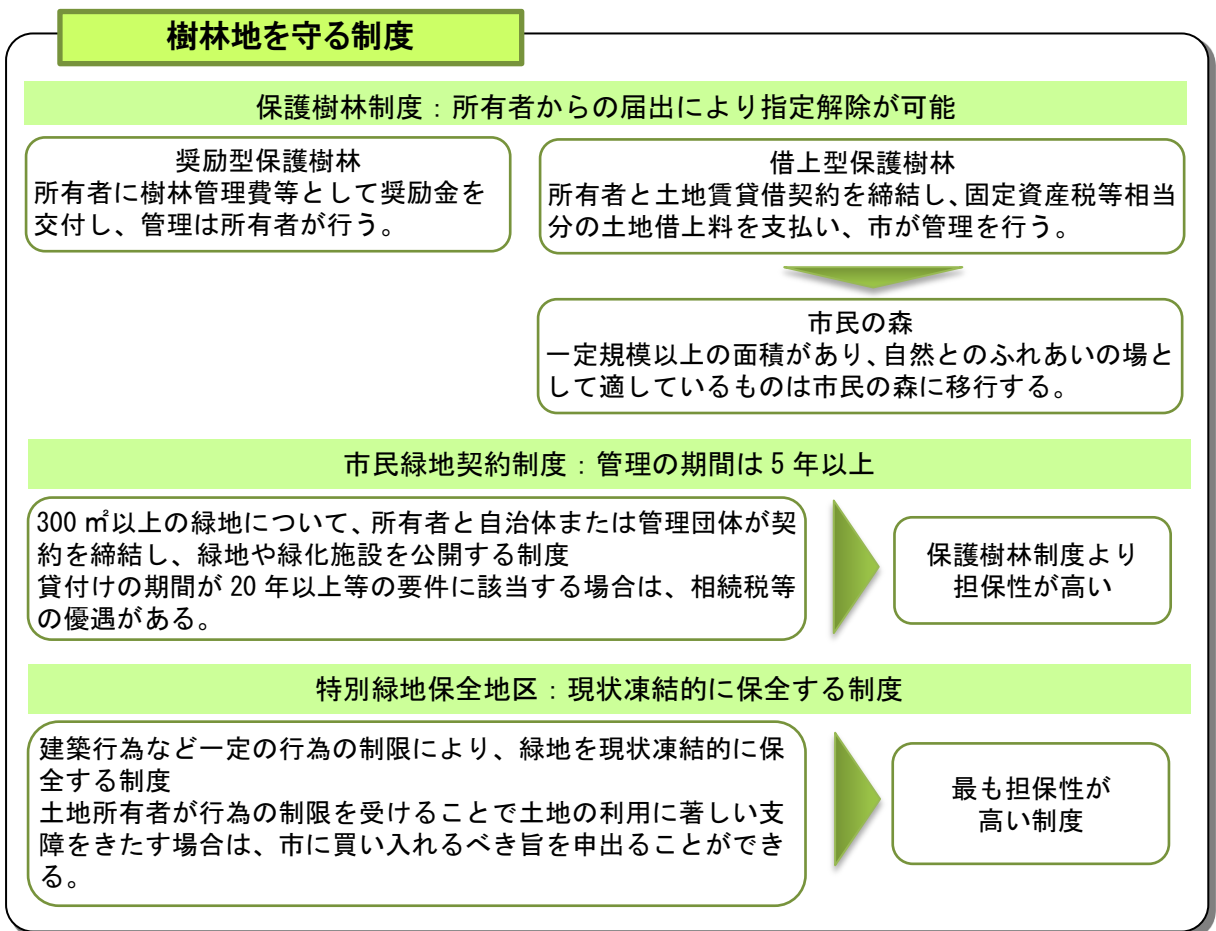 樹林地を守る制度
保護樹林制度：所有者からの届出により指定解除が可能
奨励型保護樹林
所有者に樹林管理費等として奨励金を
交付し、管理は所有者が行う。
借上型保護樹林
所有者と土地賃貸借契約を締結し、固定資産税等相当
分の土地借上料を支払い、市が管理を行う。
市民の森
一定規模以上の面積があり、自然とのふれあいの場と
して適しているものは市民の森に移行する。
市民緑地契約制度：管理の期間は 5 年以上
300 ㎡以上の緑地について、所有者と自治体または管理団体が契
約を締結し、緑地や緑化施設を公開する制度
貸付けの期間が 20 年以上等の要件に該当する場合は、相続税等
の優遇がある。
保護樹林制度より
担保性が高い
特別緑地保全地区：現状凍結的に保全する制度
建築行為など一定の行為の制限により、緑地を現状凍結的に保
全する制度
土地所有者が行為の制限を受けることで土地の利用に著しい支
障をきたす場合は、市に買い入れるべき旨を申出ることができ
る。
最も担保性が
高い制度